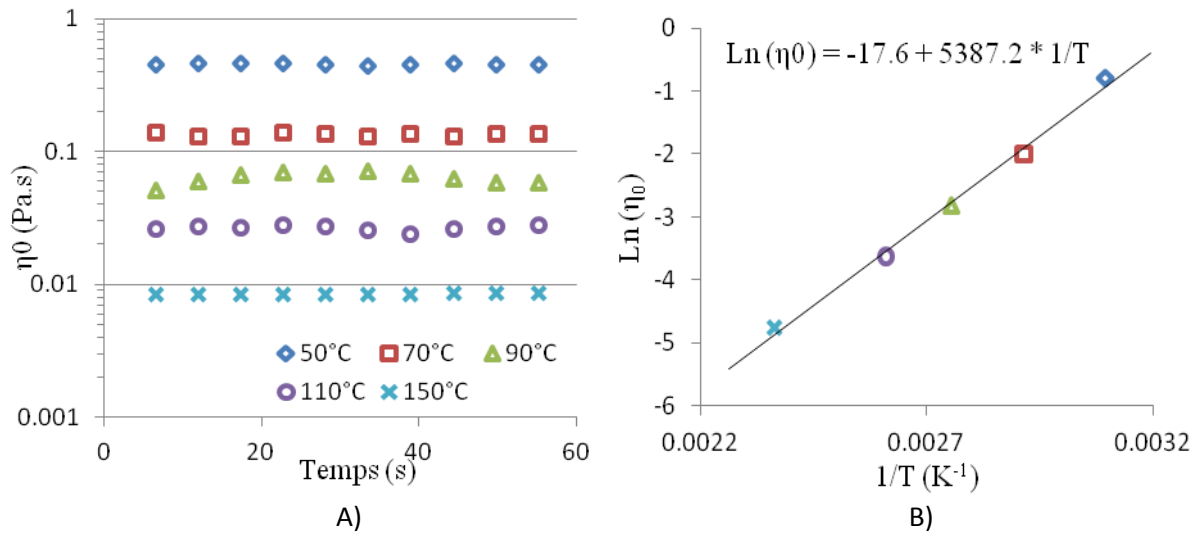 1
0.1
0.01
0.001
η0 (Pa.s)
50°C 70°C 90°C
110°C 150°C
0 20 40 60
Temps (s)
A)
Ln (η0) = -17.6 + 5387.2 * 1/T
0
-1
-2
-3
-4
-5
-6
Ln (η₀)
0.0022 0.0027 0.0032
1/T (K⁻¹)
B)